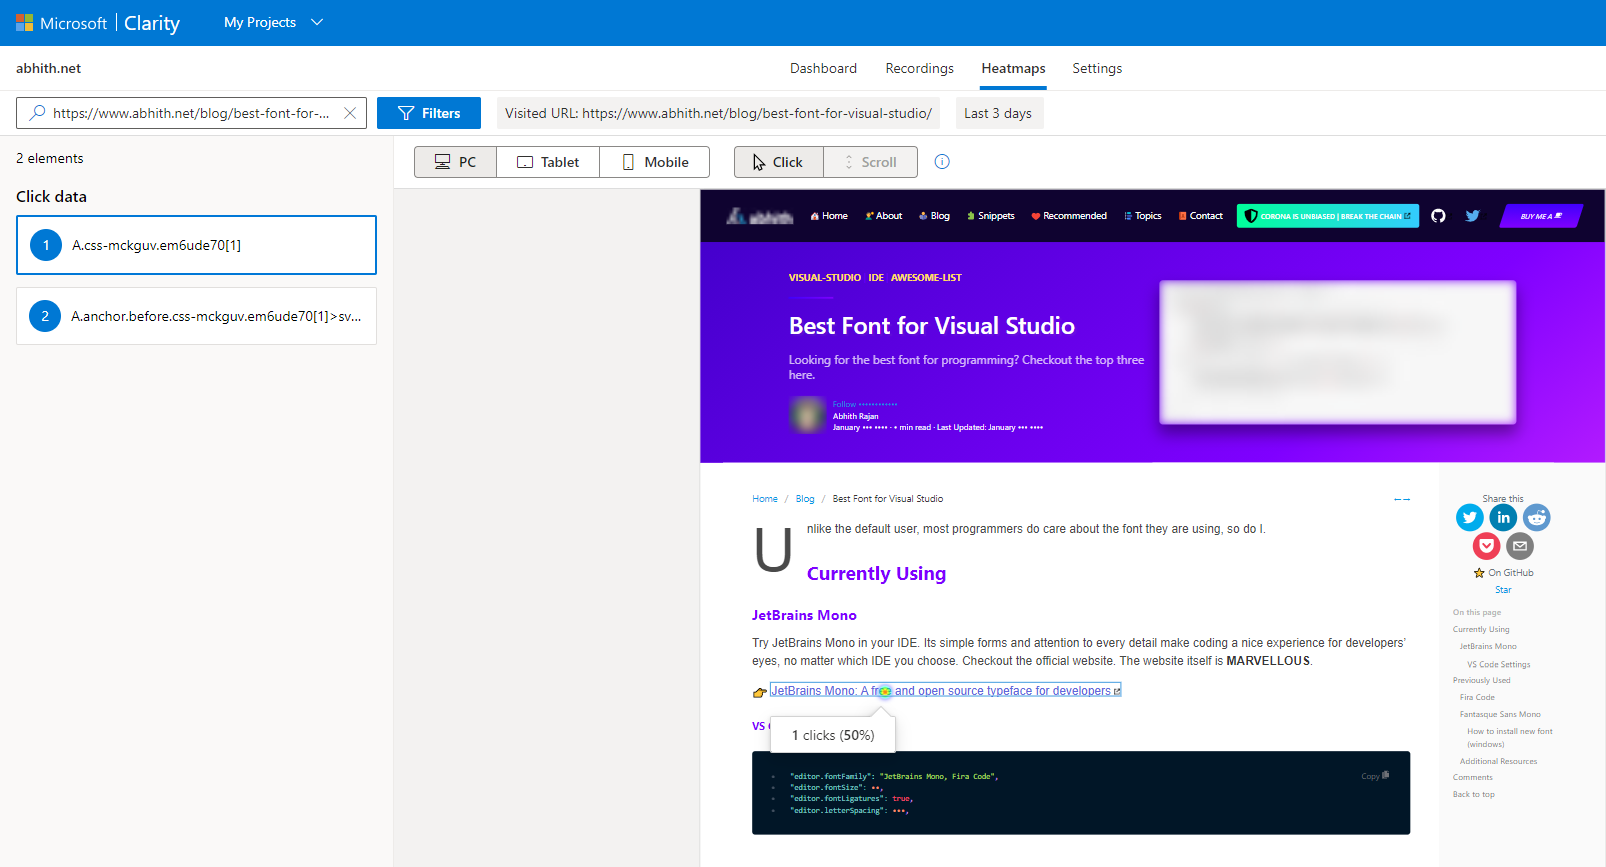 Microsoft | Clarity
My Projects
abhith.net
Dashboard
Recordings
Heatmaps
Settings
https://www.abhith.net/blog/best-font-for-...
Filters
Visited URL: https://www.abhith.net/blog/best-font-for-visual-studio/
Last 3 days
2 elements
Click data
1 A.css-mckguv.em6ude70[1]
2 A.anchor.before.css-mckguv.em6ude70[1]>sv...
PC
Tablet
Mobile
Click
Scroll
abhith
Home
About
Blog
Snippets
Recommended
Topics
Contact
CORONA IS UNBIASED | BREAK THE CHAIN
BUY ME A
VISUAL-STUDIO IDE AWESOME-LIST
Best Font for Visual Studio
Looking for the best font for programming? Checkout the top three
here.
Follow ••••••••••••
Abhith Rajan
January ••• •••• · • min read · Last Updated: January ••• ••••
Home / Blog / Best Font for Visual Studio
←→
Unlike the default user, most programmers do care about the font they are using, so do I.
Currently Using
JetBrains Mono
Try JetBrains Mono in your IDE. Its simple forms and attention to every detail make coding a nice experience for developers'
eyes, no matter which IDE you choose. Checkout the official website. The website itself is MARVELLOUS.
JetBrains Mono: A free and open source typeface for developers
VS
1 clicks (50%)
"editor.fontFamily": "JetBrains Mono, Fira Code",
"editor.fontSize": ••,
"editor.fontLigatures": true,
"editor.letterSpacing": •••,
Copy
Share this
On GitHub
Star
On this page
Currently Using
JetBrains Mono
VS Code Settings
Previously Used
Fira Code
Fantasque Sans Mono
How to install new font
(windows)
Additional Resources
Comments
Back to top